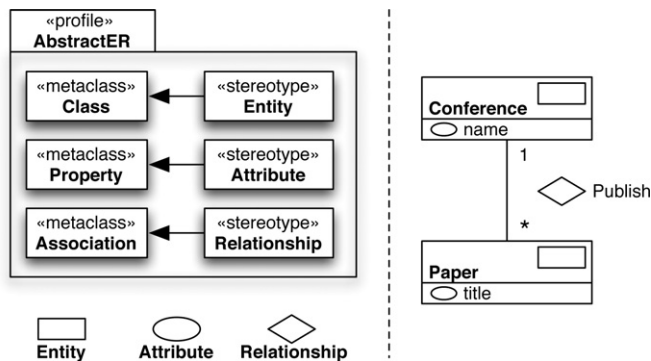 «profile»
AbstractER
«metaclass»
Class
«stereotype»
Entity
«metaclass»
Property
«stereotype»
Attribute
«metaclass»
Association
«stereotype»
Relationship
Entity
Attribute
Relationship
Conference
name
1
Publish
*
Paper
title